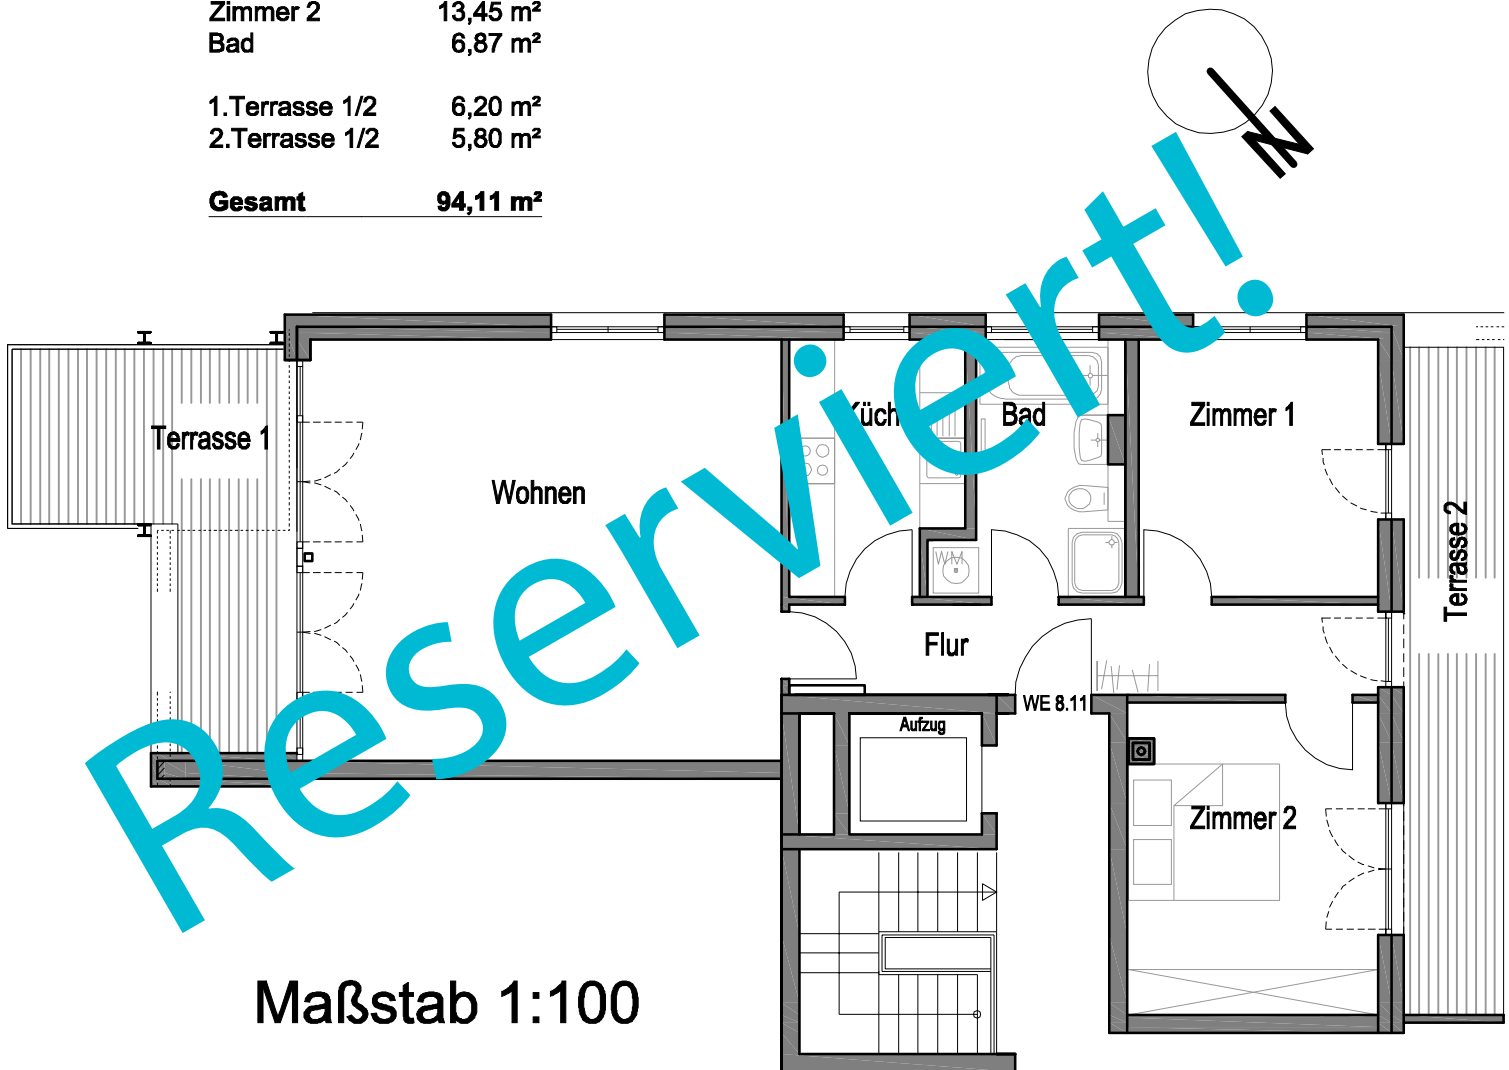 Zimmer 2 13,45 m²
Bad 6,87 m²
1.Terrasse 1/2 6,20 m²
2.Terrasse 1/2 5,80 m²
Gesamt 94,11 m²
N
Reserviert!
Terrasse 1
Wohnen
Küche
Bad
Zimmer 1
Terrasse 2
WM
Flur
WE 8.11
Aufzug
Zimmer 2
Maßstab 1:100